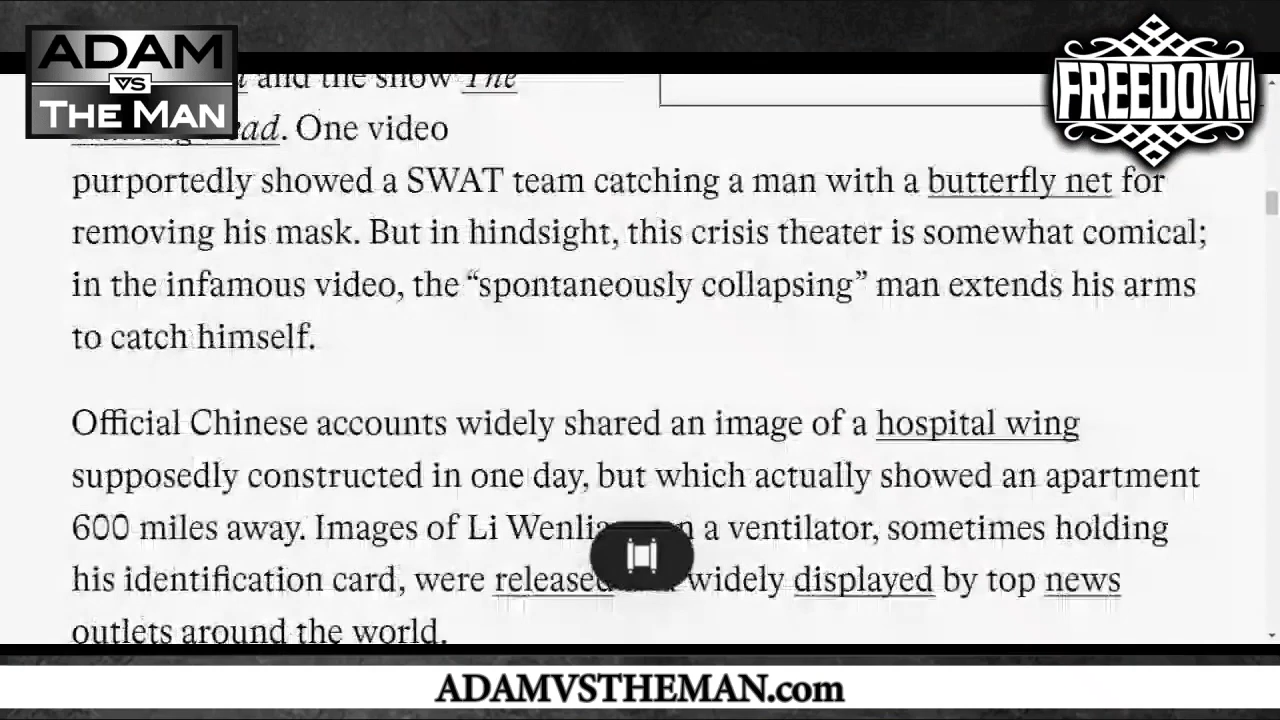 ADAM
VS
THE MAN
FREEDOM!
and the show The
. One video
purportedly showed a SWAT team catching a man with a butterfly net for
removing his mask. But in hindsight, this crisis theater is somewhat comical;
in the infamous video, the “spontaneously collapsing” man extends his arms
to catch himself.
Official Chinese accounts widely shared an image of a hospital wing
supposedly constructed in one day, but which actually showed an apartment
600 miles away. Images of Li a ventilator, sometimes holding
his identification card, were released widely displayed by top news
outlets around the world.
ADAMVSTHEMAN.com